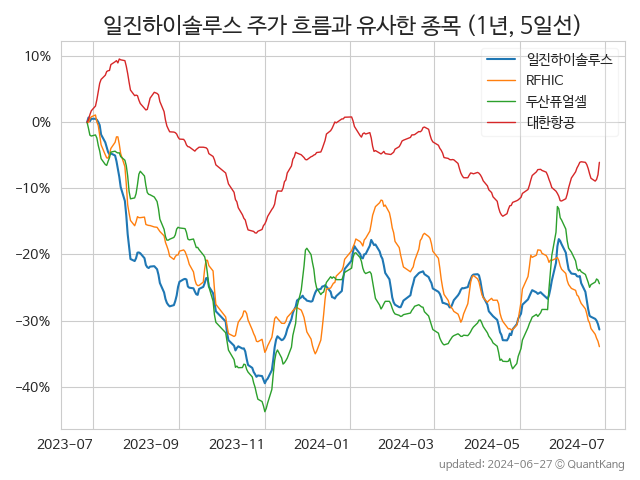 일진하이솔루스 주가 흐름과 유사한 종목 (1년, 5일선)
일진하이솔루스
RFHIC
두산퓨얼셀
대한항공
10%
0%
−10%
−20%
−30%
−40%
2023-07 2023-09 2023-11 2024-01 2024-03 2024-05 2024-07
updated: 2024-06-27 © QuantKang